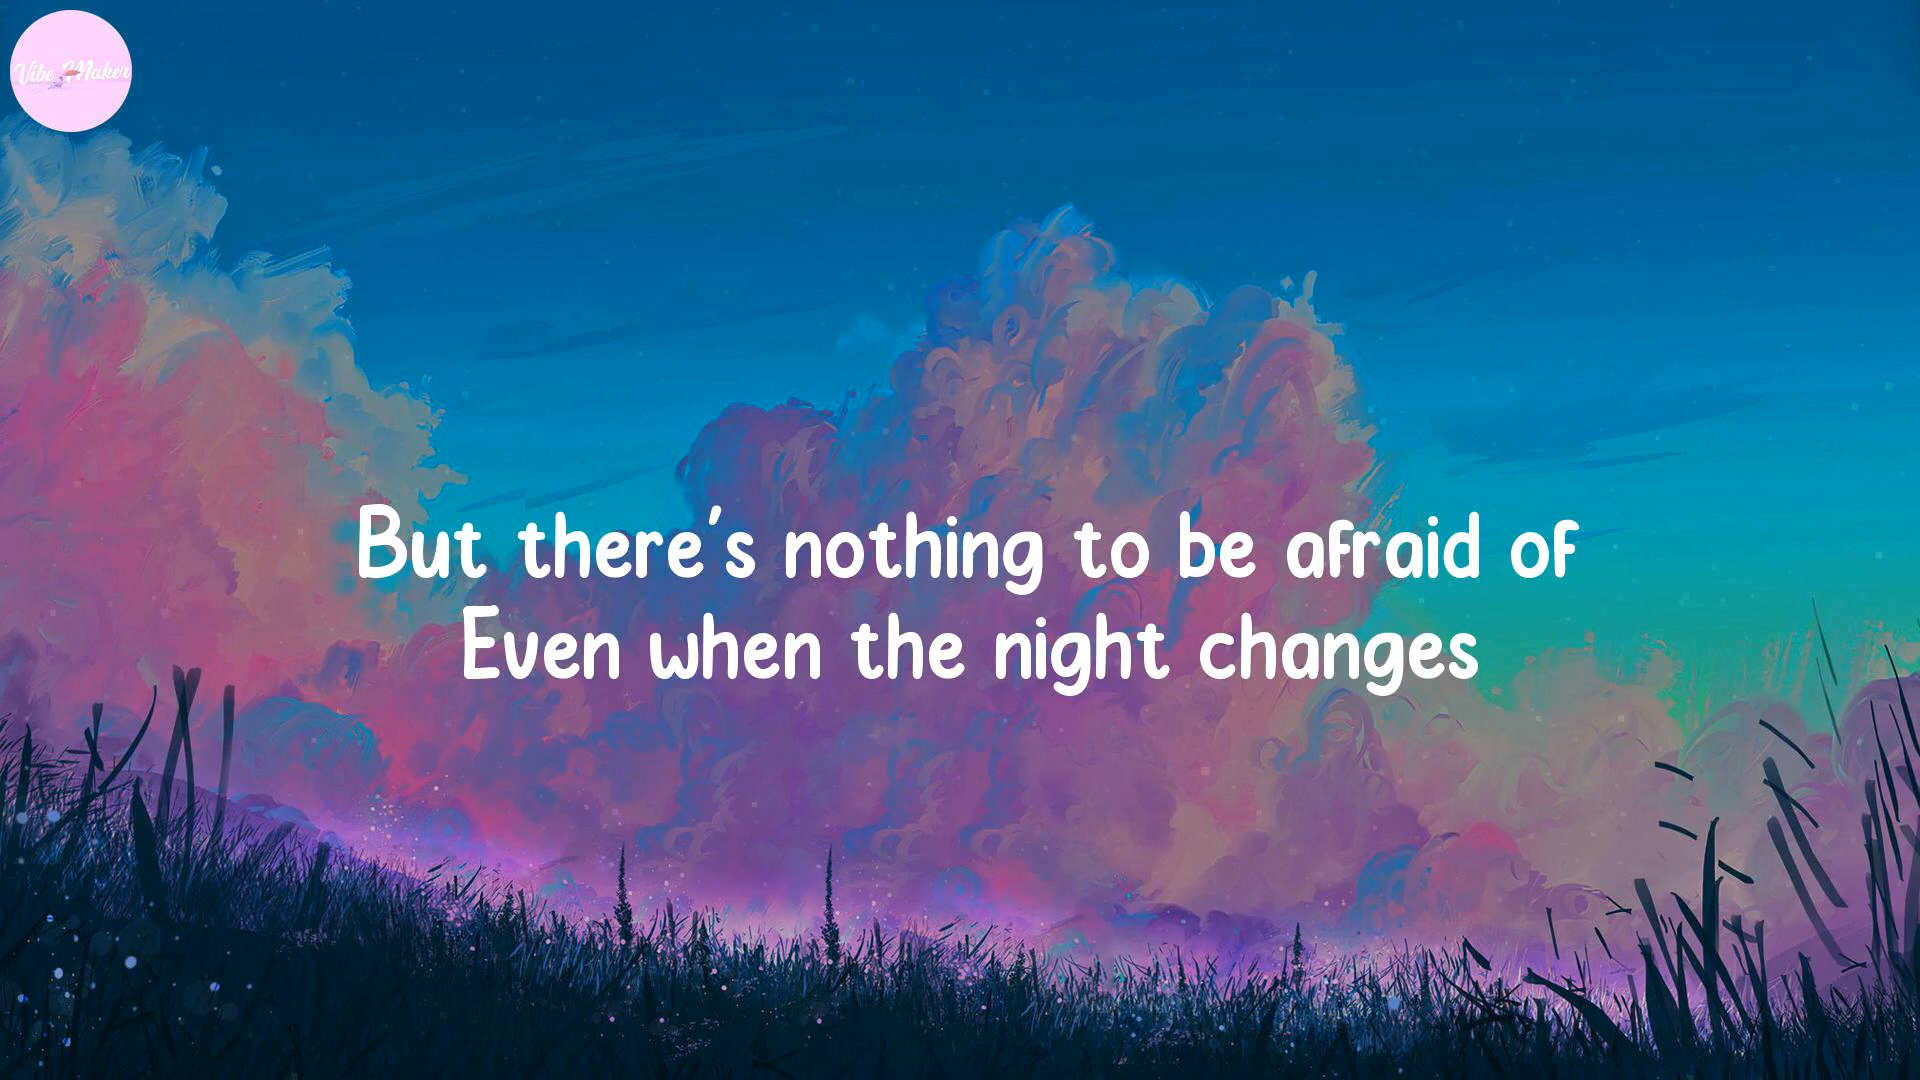 Vibe Maker
But there's nothing to be afraid of
Even when the night changes